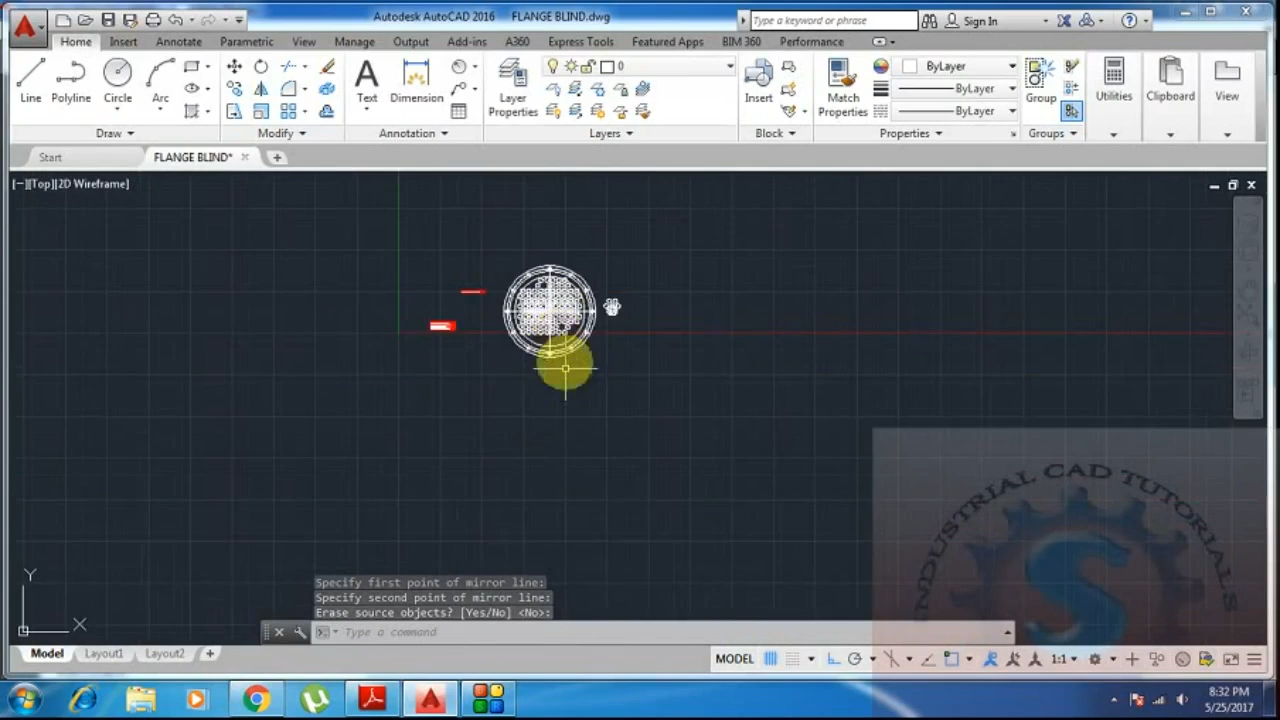 Autodesk AutoCAD 2016 FLANGE BLIND.dwg
Type a keyword or phrase
Sign In
Home Insert Annotate Parametric View Manage Output Add-ins A360 Express Tools Featured Apps BIM 360 Performance
Line Polyline Circle Arc
Text Dimension
Layer Properties
0
Insert
Match Properties
ByLayer
ByLayer
ByLayer
Group
Utilities Clipboard View
Draw Modify Annotation Layers Block Properties Groups
Start FLANGE BLIND*
[−][Top][2D Wireframe]
INDUSTRIAL CAD TUTORIALS
S
Y
X
Specify first point of mirror line:
Specify second point of mirror line:
Erase source objects? [Yes/No] <No>:
Type a command
Model Layout1 Layout2
MODEL 1:1
8:32 PM
5/25/2017